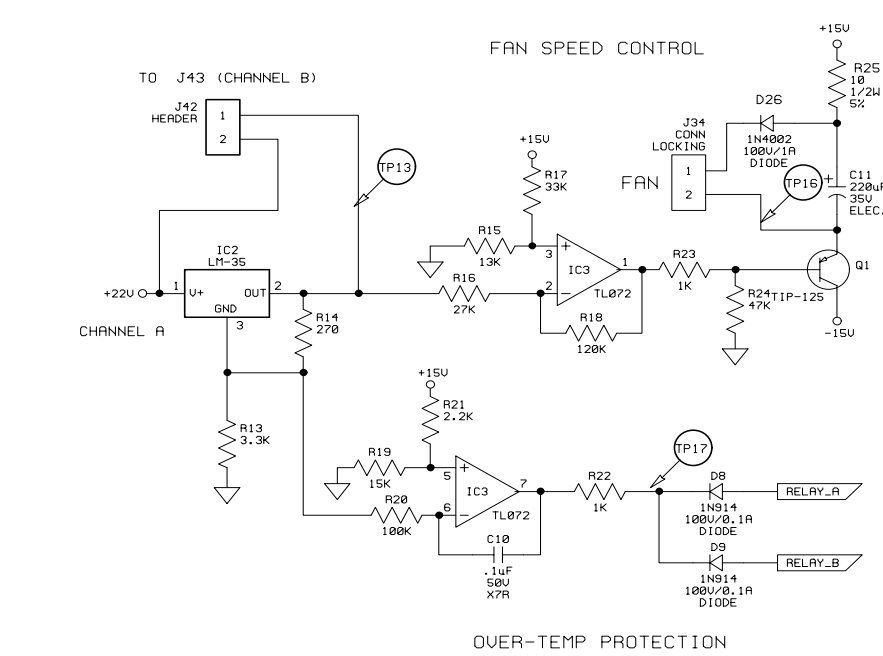 FAN SPEED CONTROL
+15V
R25
10
1/2W
5%
TO J43 (CHANNEL B)
J42
HEADER
1
2
D26
1N4002
100V/1A
DIODE
J34
CONN
LOCKING
1
2
FAN
TP16
+
C11
220uF
35V
ELEC.
TP13
+15V
R17
33K
R15
13K
3
+
2
–
1
IC3
TL072
R16
27K
R18
120K
R23
1K
R24
47K
TIP-125
Q1
-15V
IC2
LM-35
+22V
1
V+
OUT
2
GND
3
CHANNEL A
R14
270
R13
3.3K
+15V
R21
2.2K
R19
15K
5
+
6
–
7
IC3
TL072
R20
100K
C10
.1uF
50V
X7R
R22
1K
TP17
D8
1N914
100V/0.1A
DIODE
RELAY_A
D9
1N914
100V/0.1A
DIODE
RELAY_B
OVER-TEMP PROTECTION